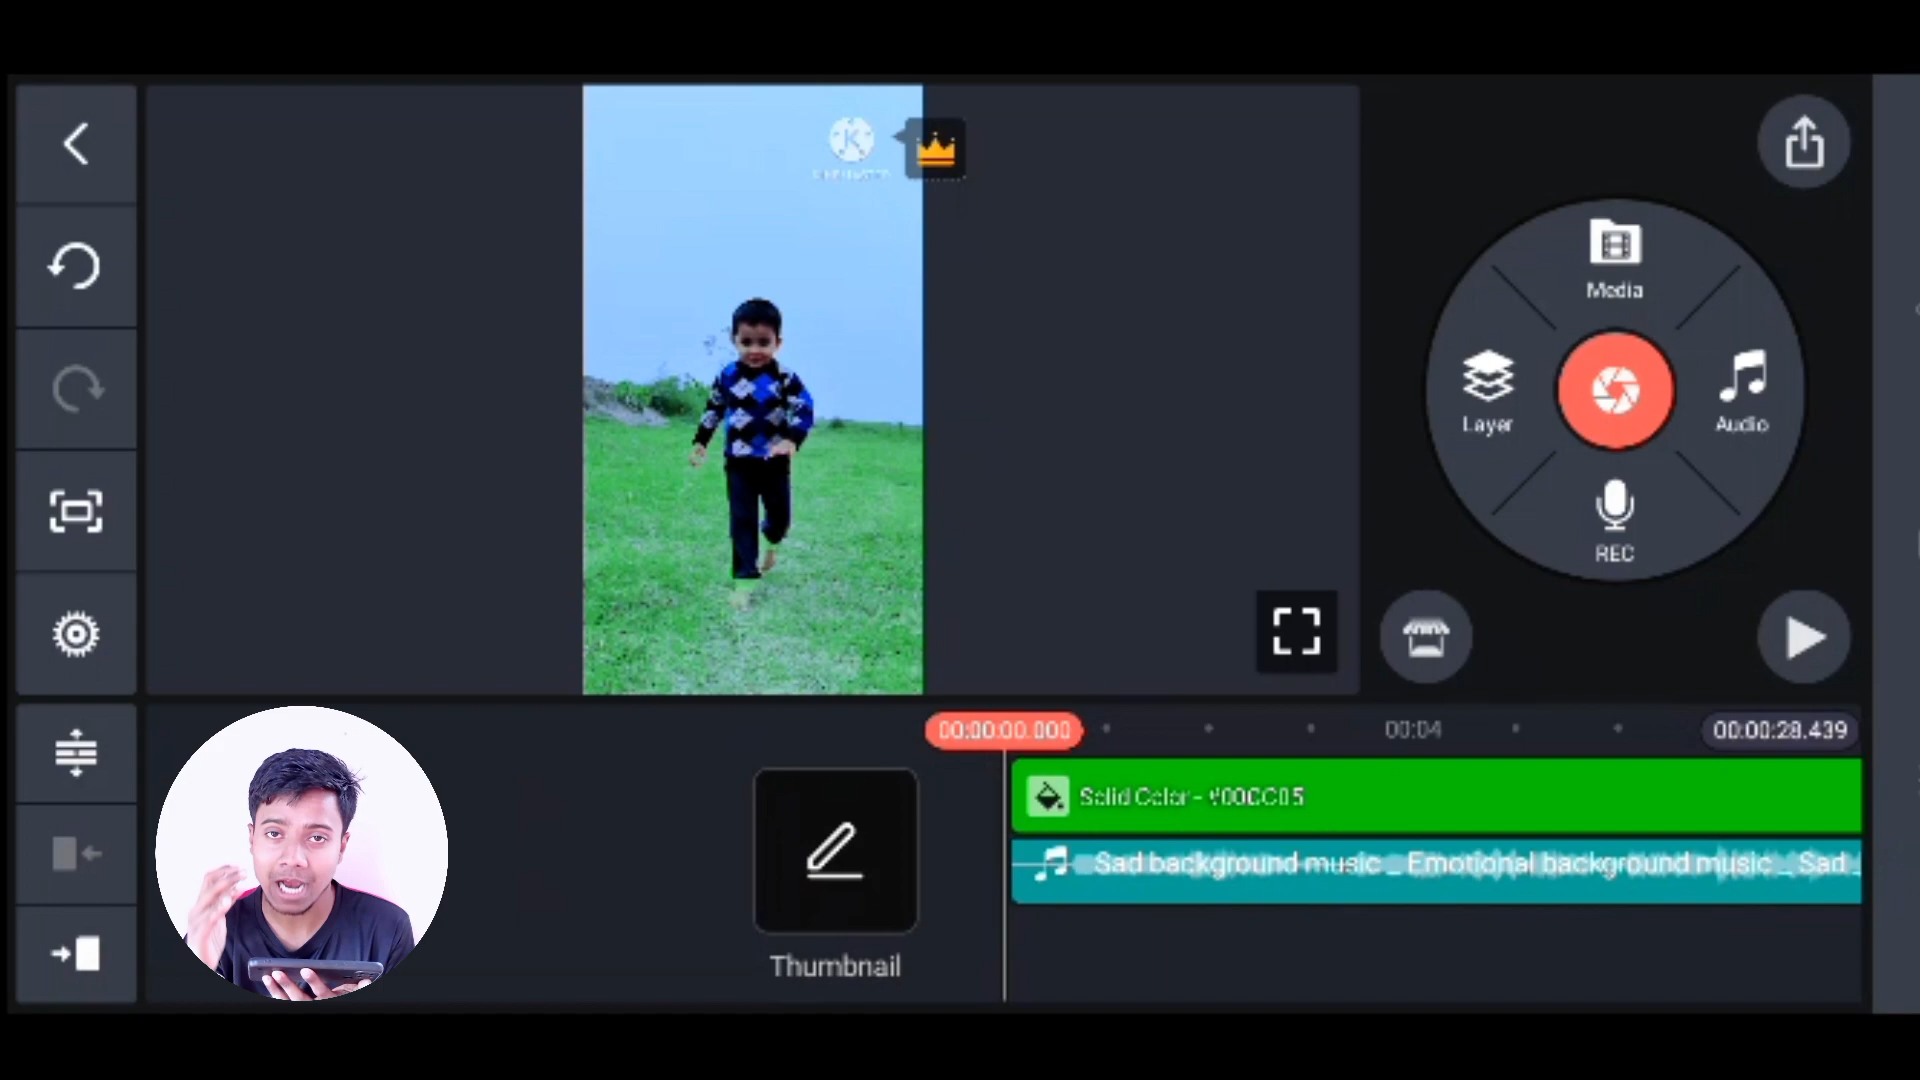 K
KINEMASTER
Media
Layer
Audio
REC
00:00:00.000
00:04
00:00:28.439
Solid Color - #00CC05
Sad background music _ Emotional background music _ Sad
Thumbnail